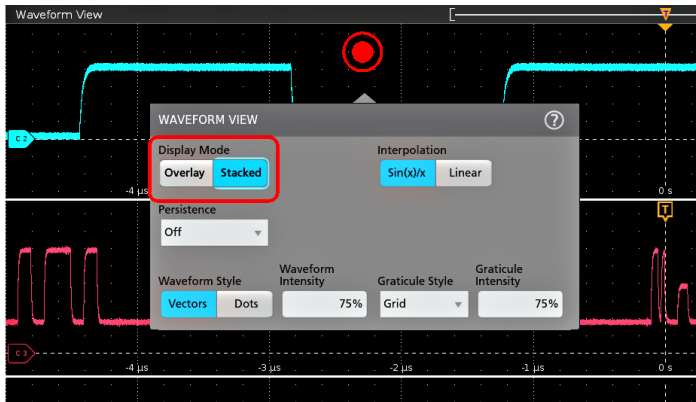 Waveform View
T
C 2
WAVEFORM VIEW
?
Display Mode
Interpolation
Overlay
Stacked
Sin(x)/x
Linear
-4 µs
0 s
Persistence
T
Off
Waveform Style
Waveform Intensity
Graticule Style
Graticule Intensity
Vectors
Dots
75%
Grid
75%
C 3
-4 µs
-3 µs
-2 µs
-1 µs
0 s